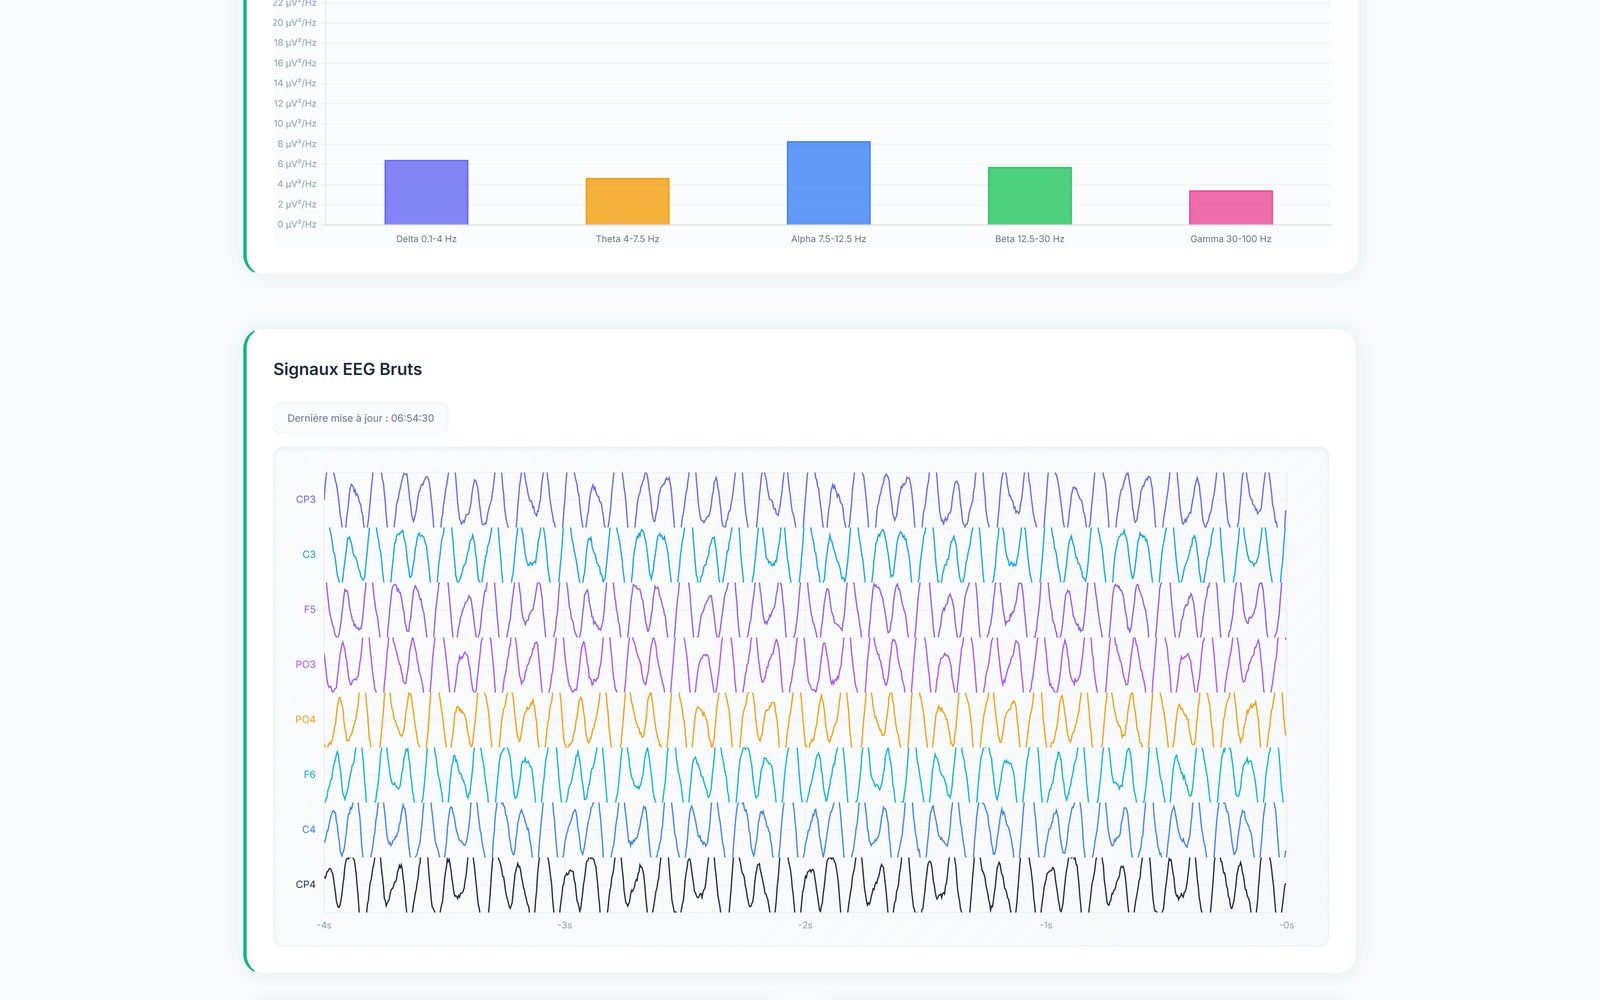 22 µV²/Hz
20 µV²/Hz
18 µV²/Hz
16 µV²/Hz
14 µV²/Hz
12 µV²/Hz
10 µV²/Hz
8 µV²/Hz
6 µV²/Hz
4 µV²/Hz
2 µV²/Hz
0 µV²/Hz
Delta 0.1-4 Hz
Theta 4-7.5 Hz
Alpha 7.5-12.5 Hz
Beta 12.5-30 Hz
Gamma 30-100 Hz
Signaux EEG Bruts
Dernière mise à jour : 06:54:30
CP3
C3
F5
PO3
PO4
F6
C4
CP4
-4s
-3s
-2s
-1s
-0s